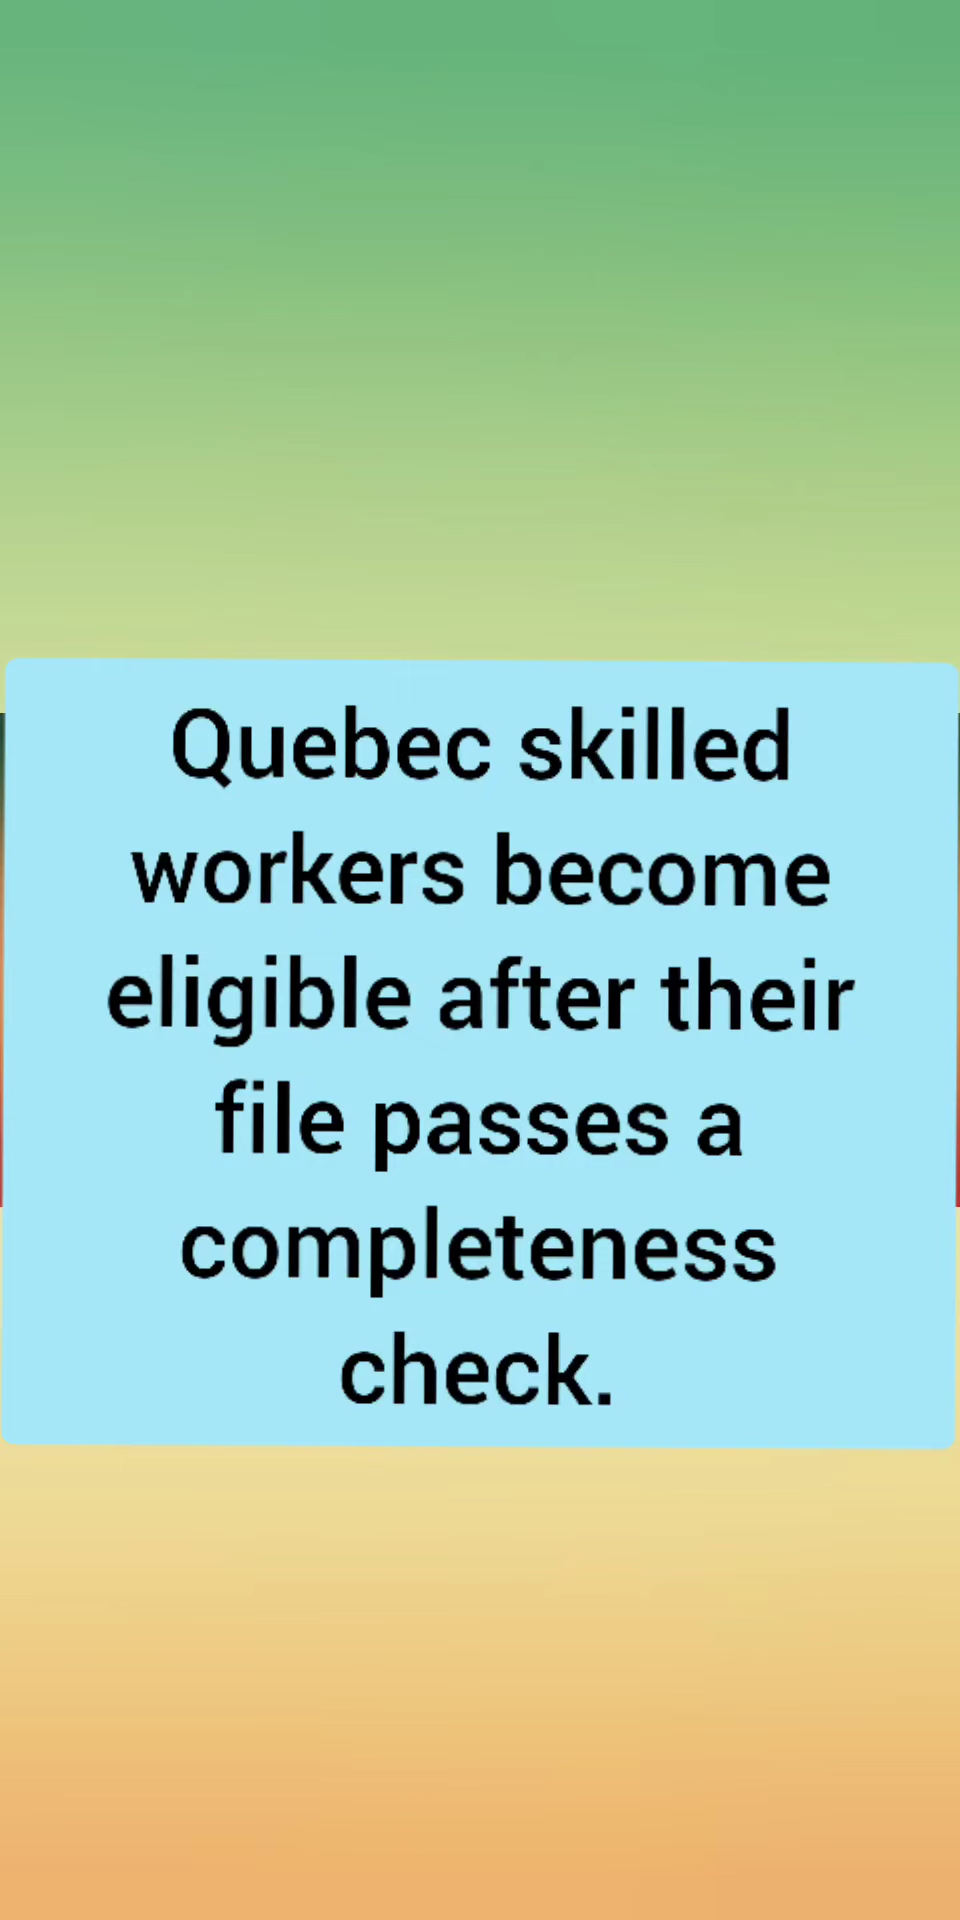 Quebec skilled
workers become
eligible after their
file passes a
completeness
check.